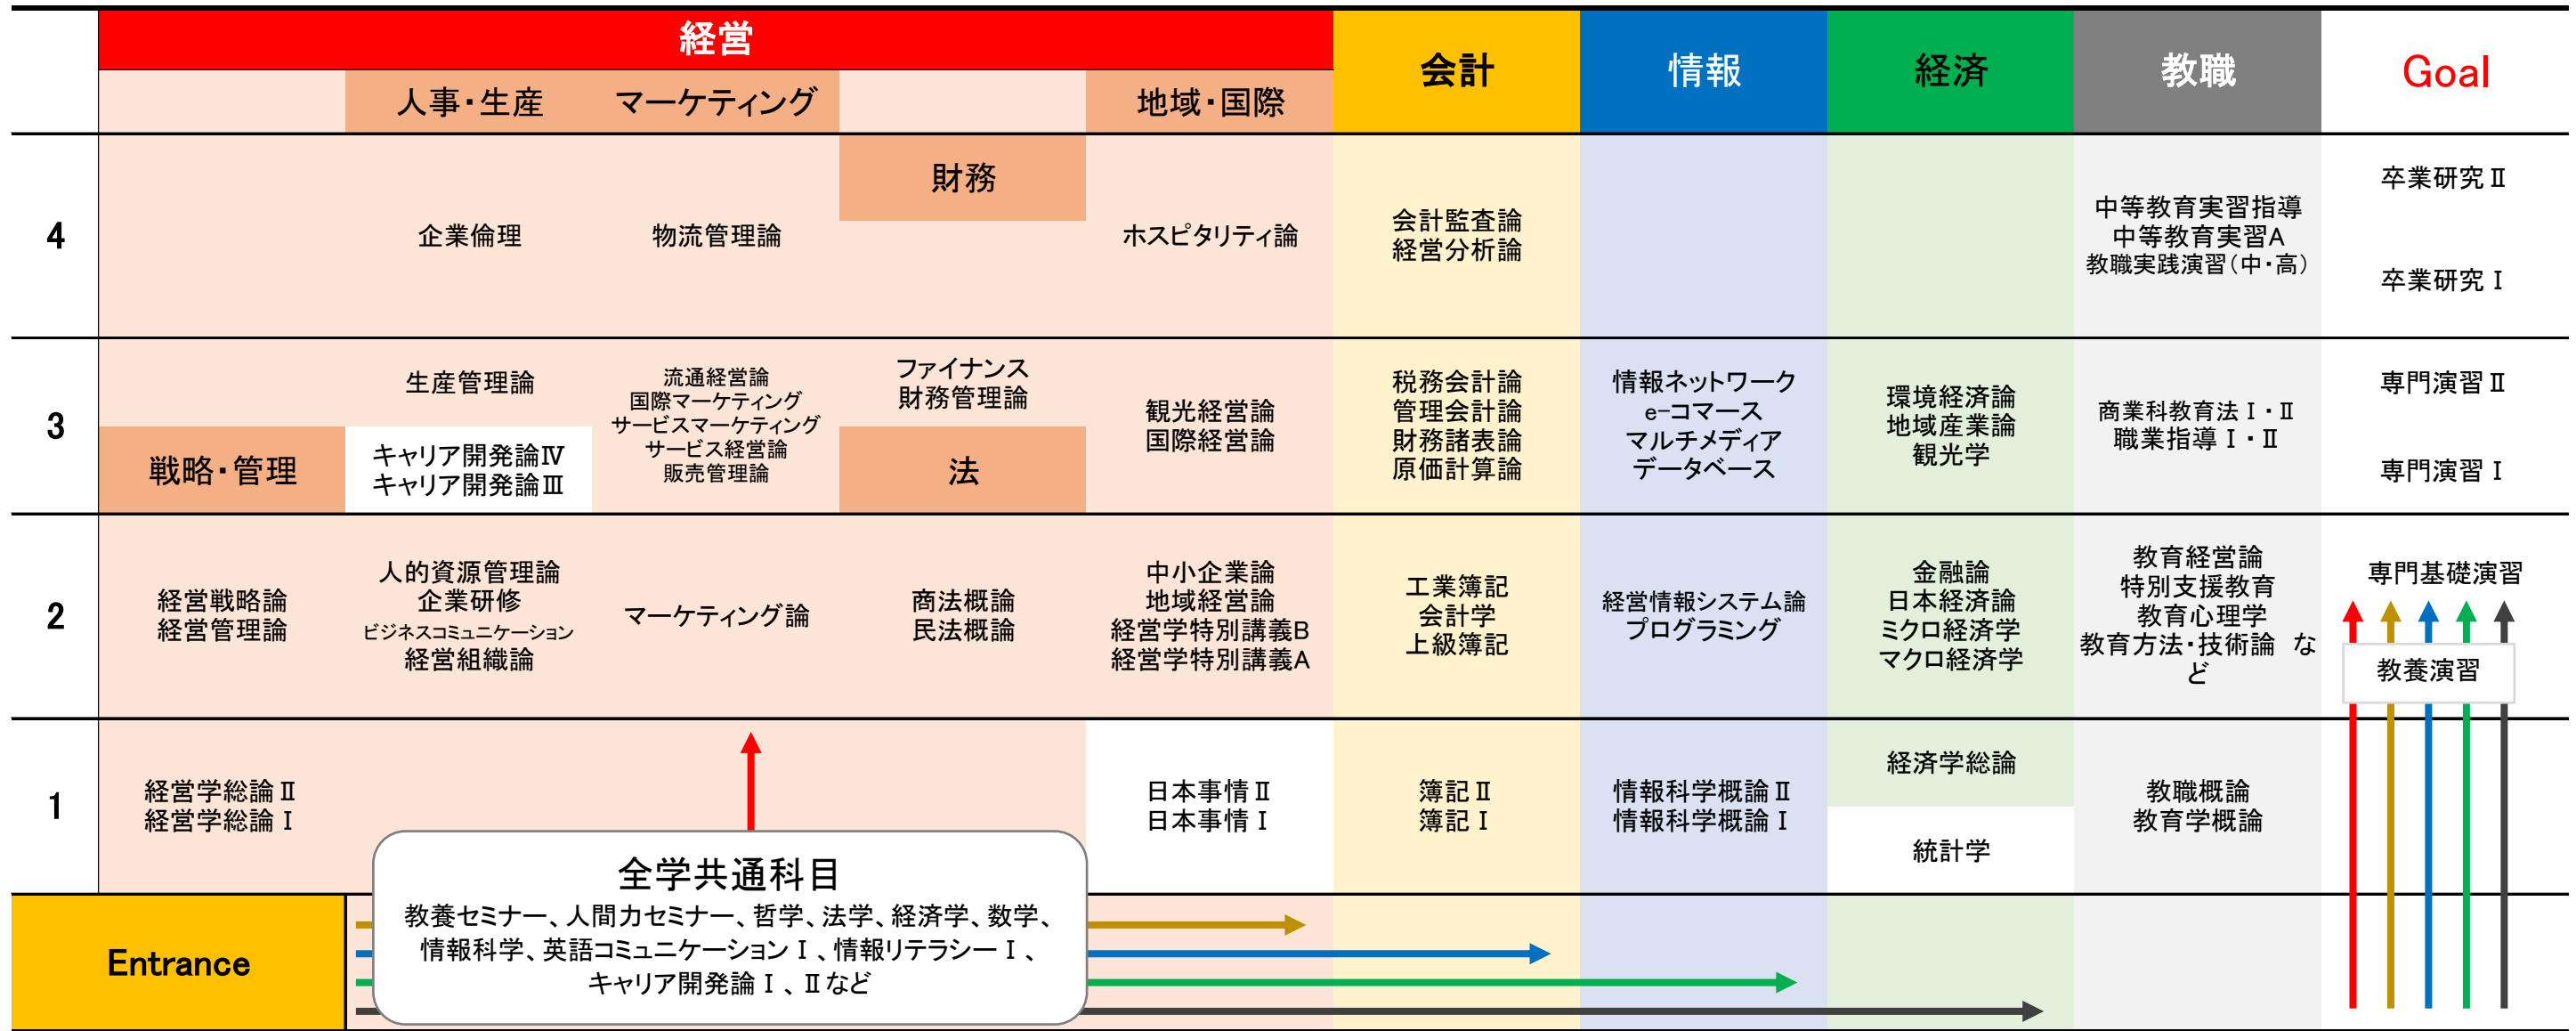 経営
会計
情報
経済
教職
Goal
人事・生産
マーケティング
地域・国際
4
企業倫理
物流管理論
財務
ホスピタリティ論
会計監査論
経営分析論
中等教育実習指導
中等教育実習A
教職実践演習（中・高）
卒業研究Ⅱ
卒業研究Ⅰ
3
戦略・管理
生産管理論
キャリア開発論Ⅳ
キャリア開発論Ⅲ
流通経営論
国際マーケティング
サービスマーケティング
サービス経営論
販売管理論
ファイナンス
財務管理論
法
観光経営論
国際経営論
税務会計論
管理会計論
財務諸表論
原価計算論
情報ネットワーク
e-コマース
マルチメディア
データベース
環境経済論
地域産業論
観光学
商業科教育法Ⅰ・Ⅱ
職業指導Ⅰ・Ⅱ
専門演習Ⅱ
専門演習Ⅰ
2
経営戦略論
経営管理論
人的資源管理論
企業研修
ビジネスコミュニケーション
経営組織論
マーケティング論
商法概論
民法概論
中小企業論
地域経営論
経営学特別講義B
経営学特別講義A
工業簿記
会計学
上級簿記
経営情報システム論
プログラミング
金融論
日本経済論
ミクロ経済学
マクロ経済学
教育経営論
特別支援教育
教育心理学
教育方法・技術論　な
ど
専門基礎演習
教養演習
1
経営学総論Ⅱ
経営学総論Ⅰ
日本事情Ⅱ
日本事情Ⅰ
簿記Ⅱ
簿記Ⅰ
情報科学概論Ⅱ
情報科学概論Ⅰ
経済学総論
統計学
教職概論
教育学概論
Entrance
全学共通科目
教養セミナー、人間力セミナー、哲学、法学、経済学、数学、
情報科学、英語コミュニケーションⅠ、情報リテラシーⅠ、
キャリア開発論Ⅰ、Ⅱなど